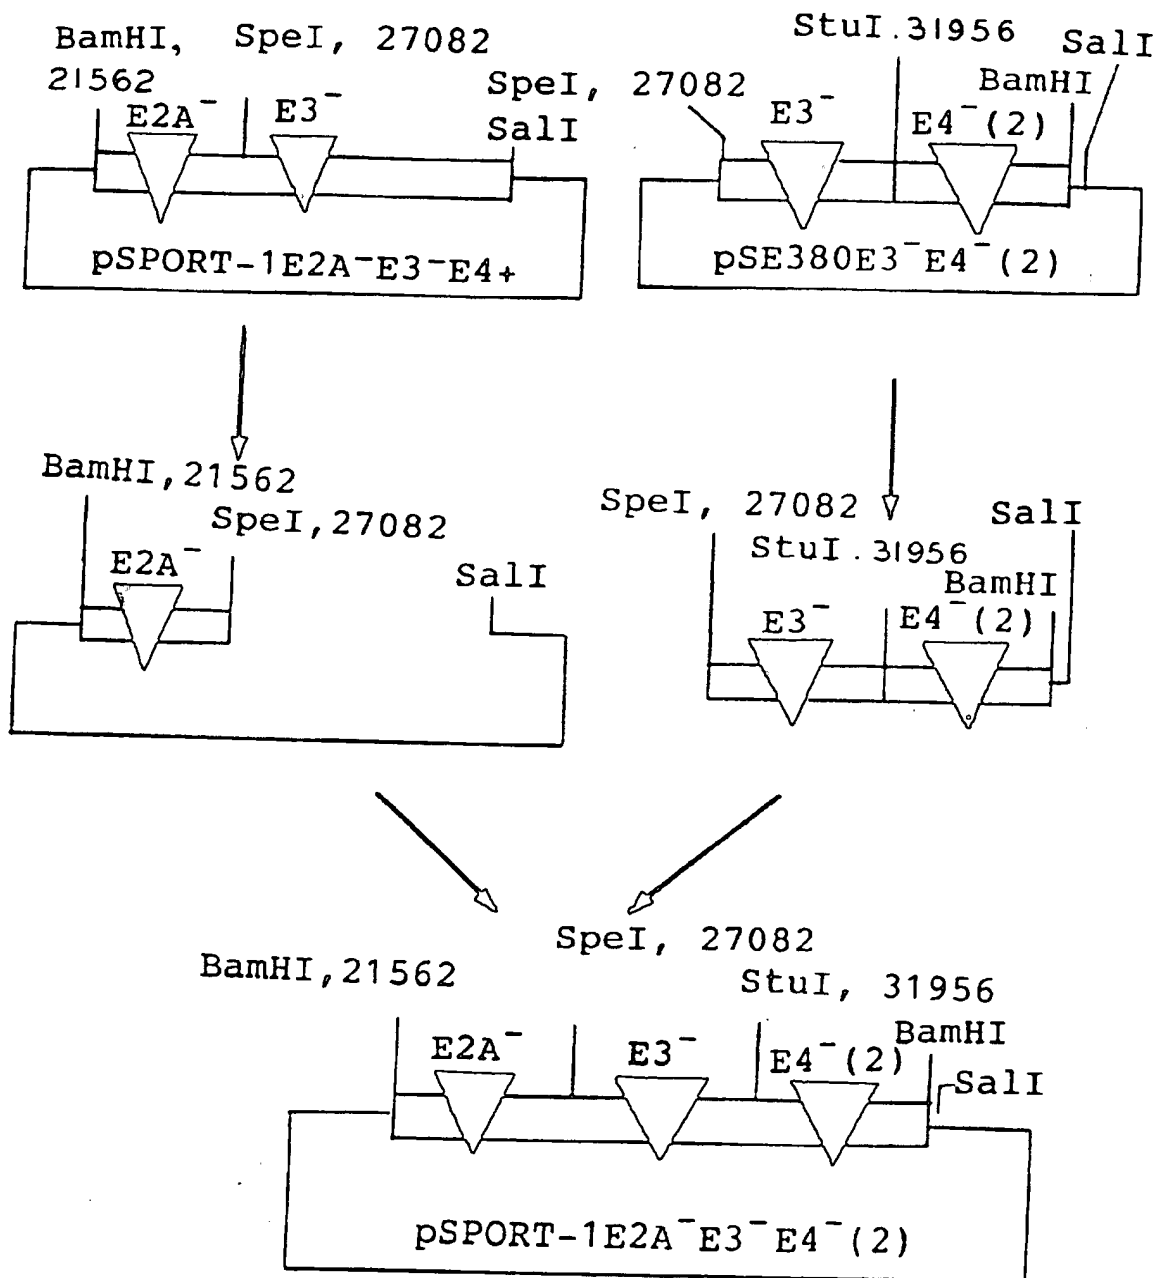 BamHI, SpeI, 27082
21562
E2A⁻ E3⁻
SalI
pSPORT-1E2A⁻E3⁻E4+
StuI.31956
SalI
SpeI, 27082
BamHI
E3⁻ E4⁻(2)
pSE380E3⁻E4⁻(2)
BamHI,21562
SpeI,27082
E2A⁻
SalI
SpeI, 27082
SalI
StuI.31956
BamHI
E3⁻ E4⁻(2)
SpeI, 27082
BamHI,21562
StuI, 31956
BamHI
E2A⁻ E3⁻ E4⁻(2)
SalI
pSPORT-1E2A⁻E3⁻E4⁻(2)